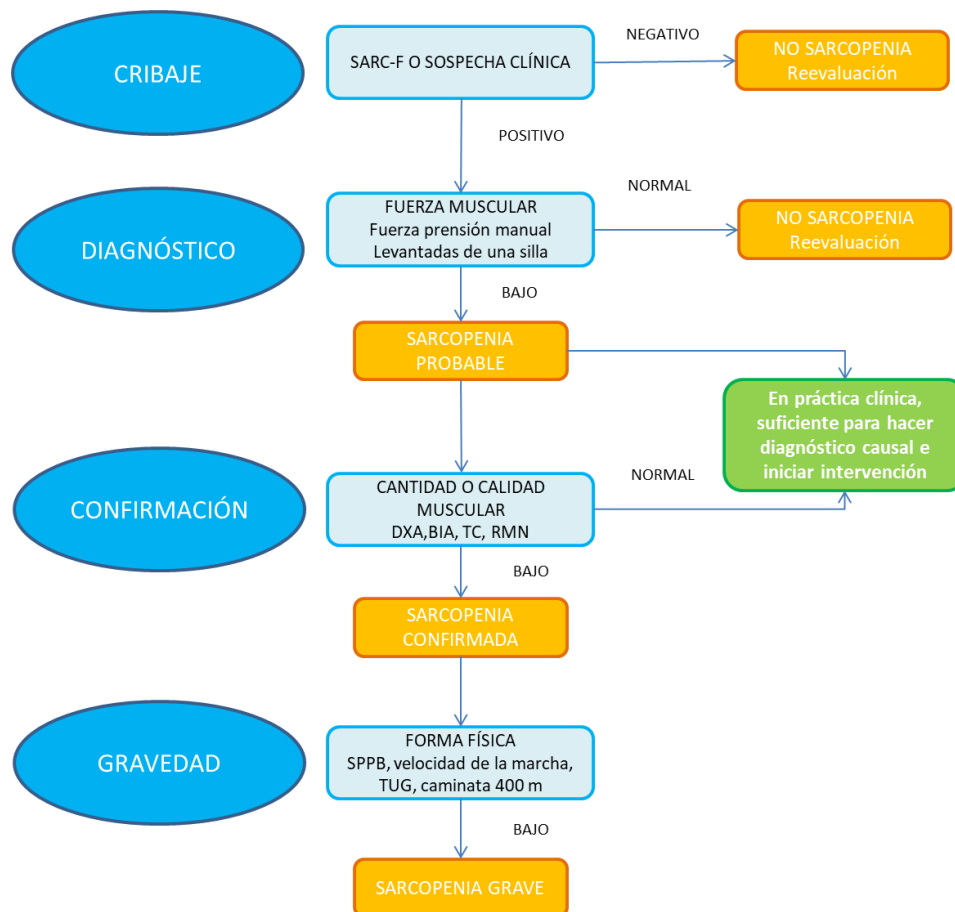 CRIBAJE
SARC-F O SOSPECHA CLÍNICA
NEGATIVO
NO SARCOPENIA
Reevaluación
POSITIVO
DIAGNÓSTICO
FUERZA MUSCULAR
Fuerza prensión manual
Levantadas de una silla
NORMAL
NO SARCOPENIA
Reevaluación
BAJO
SARCOPENIA
PROBABLE
En práctica clínica,
suficiente para hacer
diagnóstico causal e
iniciar intervención
CONFIRMACIÓN
CANTIDAD O CALIDAD
MUSCULAR
DXA,BIA, TC, RMN
NORMAL
BAJO
SARCOPENIA
CONFIRMADA
GRAVEDAD
FORMA FÍSICA
SPPB, velocidad de la marcha,
TUG, caminata 400 m
BAJO
SARCOPENIA GRAVE